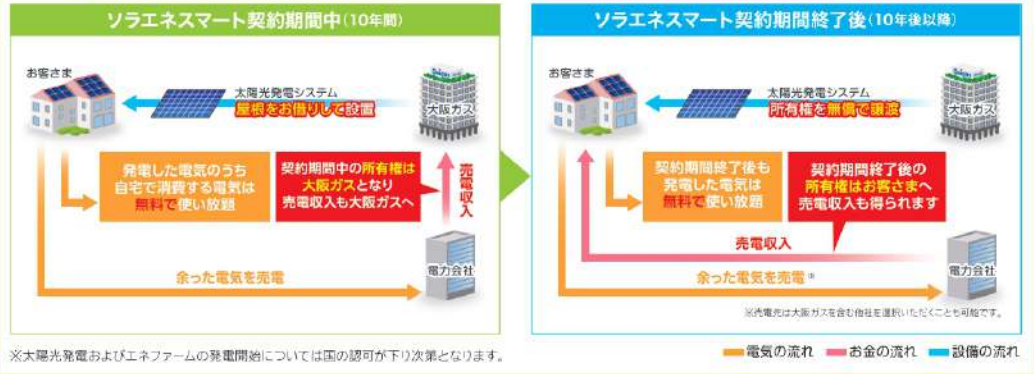 ソラエネスマート契約期間中(10年間)
お客さま
太陽光発電システム
屋根をお借りして設置
大阪ガス
発電した電気のうち
自宅で消費する電気は
無料で使い放題
契約期間中の所有権は
大阪ガスとなり
売電収入も大阪ガスへ
売電収入
余った電気を売電
電力会社
ソラエネスマート契約期間終了後(10年後以降)
お客さま
太陽光発電システム
所有権を無償で譲渡
大阪ガス
契約期間終了後も
発電した電気は
無料で使い放題
契約期間終了後の
所有権はお客さまへ
売電収入も得られます
売電収入
余った電気を売電※
電力会社
※売電先は大阪ガスを含む他社を選択いただくことも可能です。
※太陽光発電およびエネファームの発電開始については国の認可が下り次第となります。
電気の流れ お金の流れ 設備の流れ